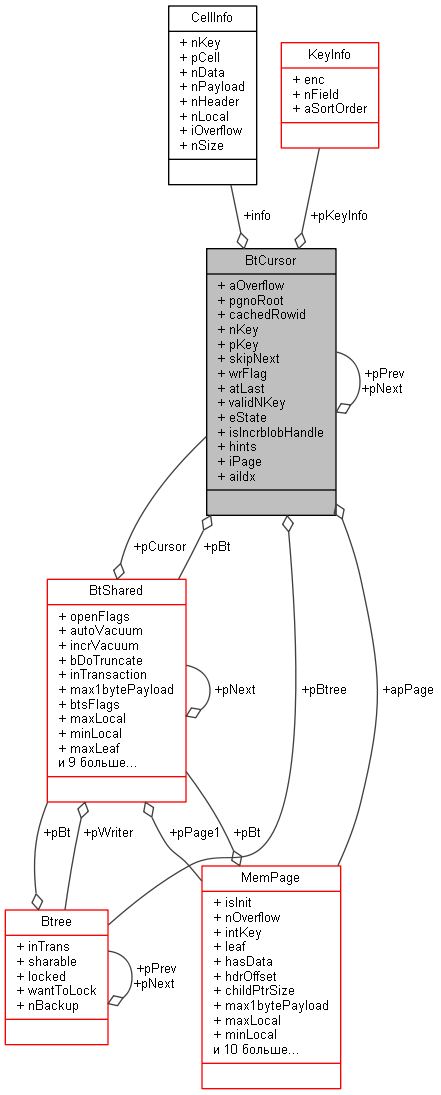 CellInfo
+ nKey
+ pCell
+ nData
+ nPayload
+ nHeader
+ nLocal
+ iOverflow
+ nSize
KeyInfo
+ enc
+ nField
+ aSortOrder
+info
+pKeyInfo
BtCursor
+ aOverflow
+ pgnoRoot
+ cachedRowid
+ nKey
+ pKey
+ skipNext
+ wrFlag
+ atLast
+ validNKey
+ eState
+ isIncrblobHandle
+ hints
+ iPage
+ aiIdx
+pPrev
+pNext
+pCursor
+pBt
BtShared
+ openFlags
+ autoVacuum
+ incrVacuum
+ bDoTruncate
+ inTransaction
+ max1bytePayload
+ btsFlags
+ maxLocal
+ minLocal
+ maxLeaf
и 9 больше...
+pNext
+pBtree
+apPage
+pBt
+pWriter
+pPage1
+pBt
MemPage
+ isInit
+ nOverflow
+ intKey
+ leaf
+ hasData
+ hdrOffset
+ childPtrSize
+ max1bytePayload
+ maxLocal
+ minLocal
и 10 больше...
Btree
+ inTrans
+ sharable
+ locked
+ wantToLock
+ nBackup
+pPrev
+pNext